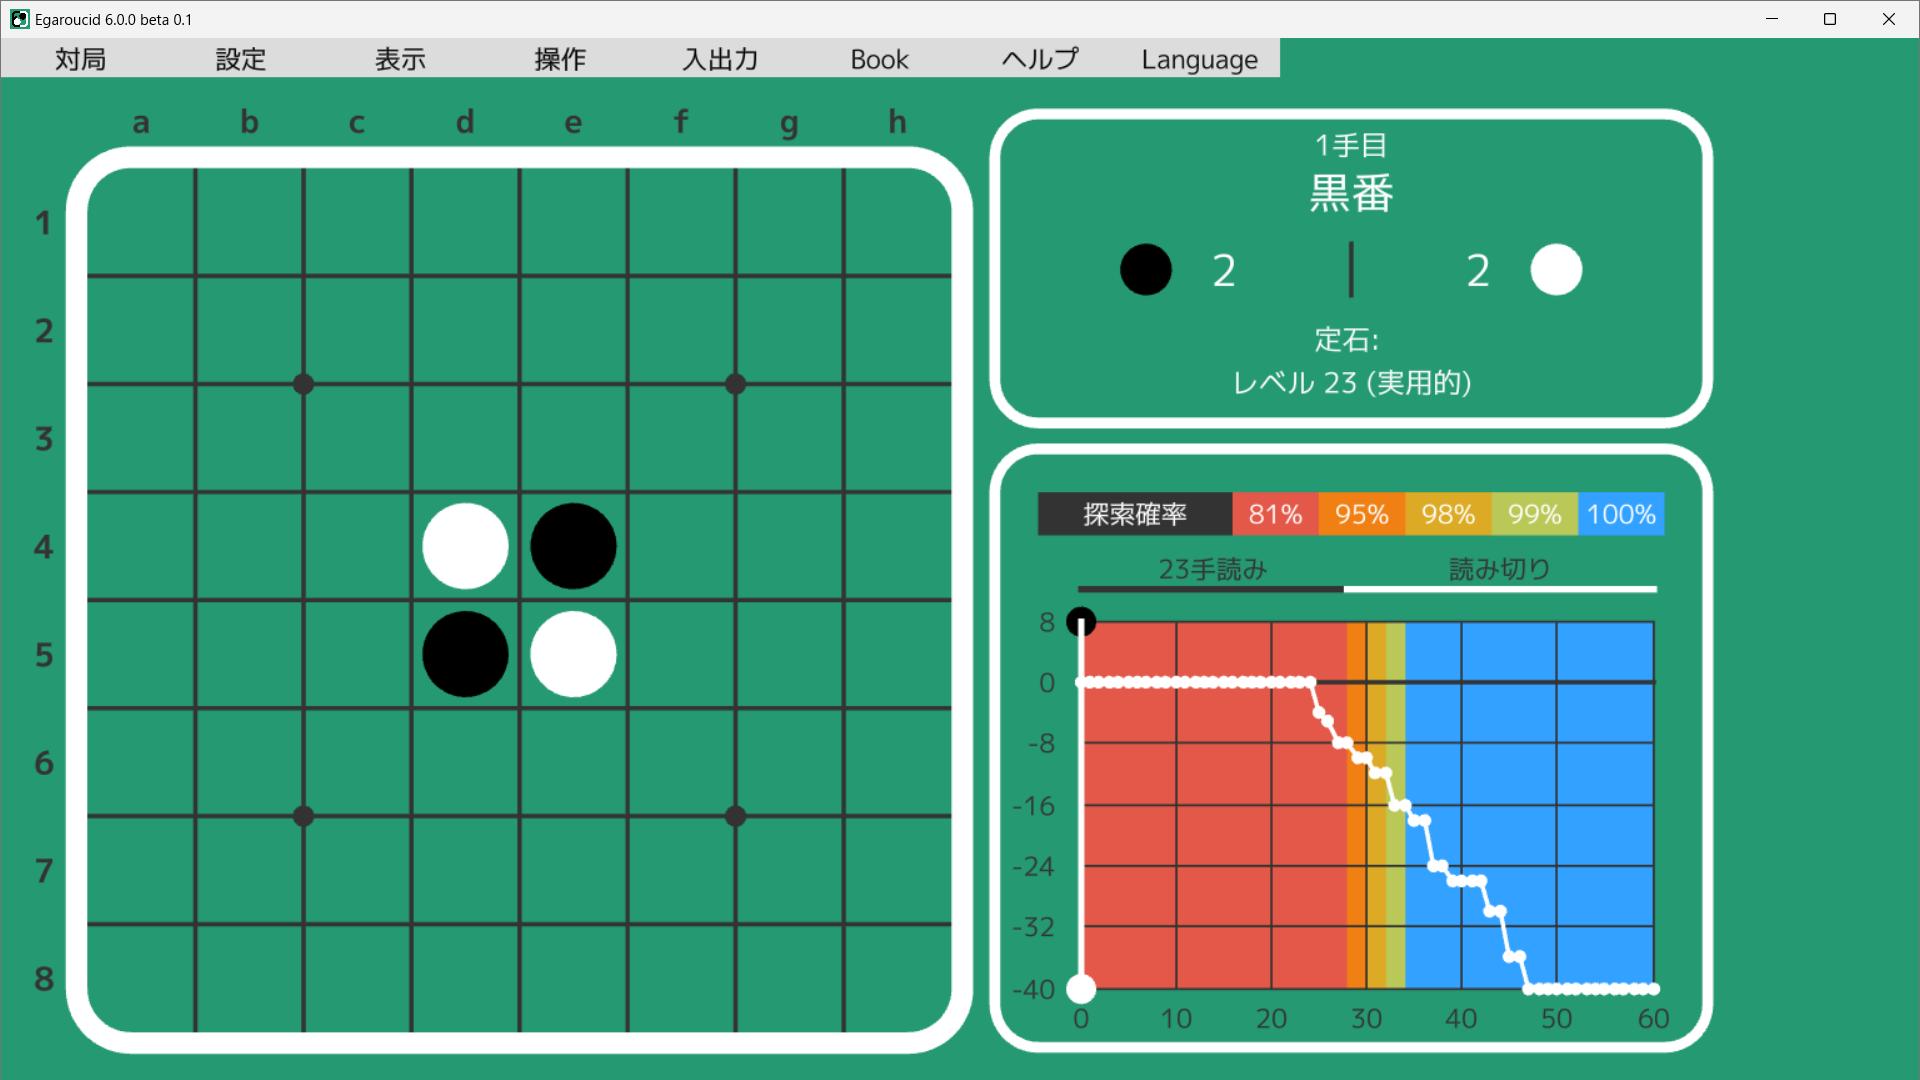 Egaroucid 6.0.0 beta 0.1
対局 設定 表示 操作 入出力 Book ヘルプ Language
a b c d e f g h
1
2
3
4
5
6
7
8
1手目
黒番
2 2
定石:
レベル 23 (実用的)
探索確率 81% 95% 98% 99% 100%
23手読み 読み切り
8
0
-8
-16
-24
-32
-40
0 10 20 30 40 50 60